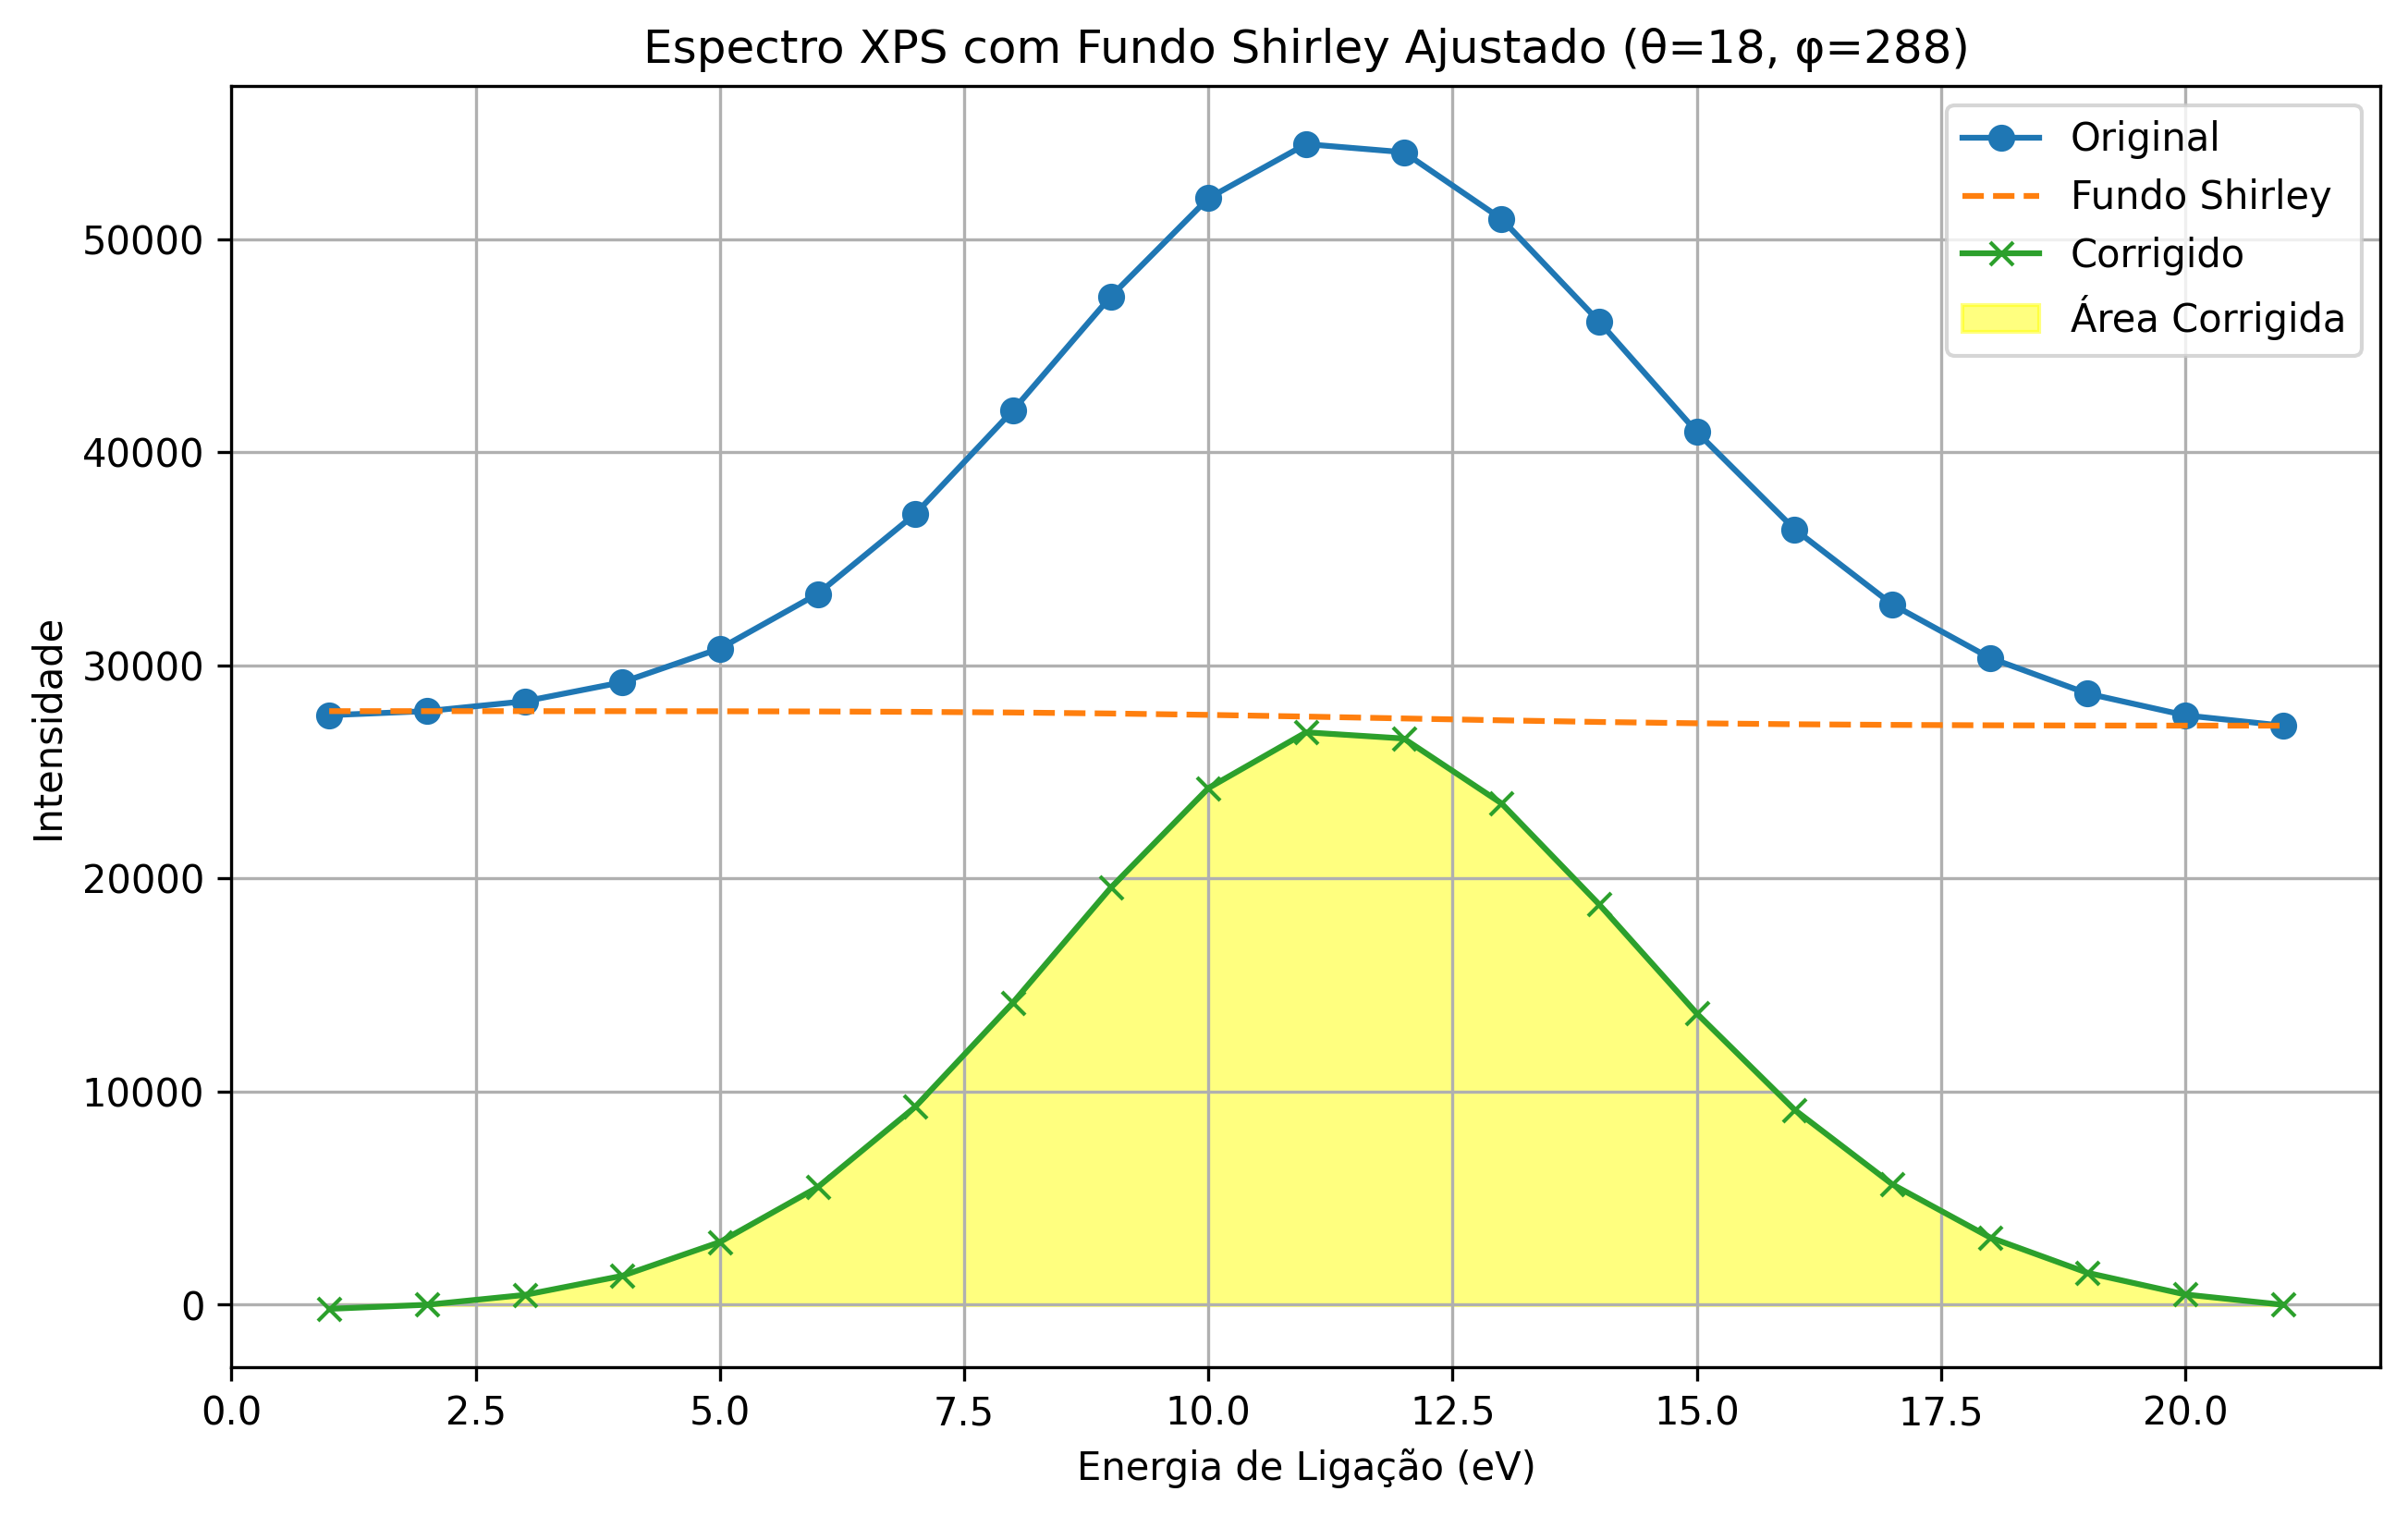 Espectro XPS com Fundo Shirley Ajustado (θ=18, φ=288)
Original
Fundo Shirley
Corrigido
Área Corrigida
Intensidade
50000
40000
30000
20000
10000
0
0.0 2.5 5.0 7.5 10.0 12.5 15.0 17.5 20.0
Energia de Ligação (eV)